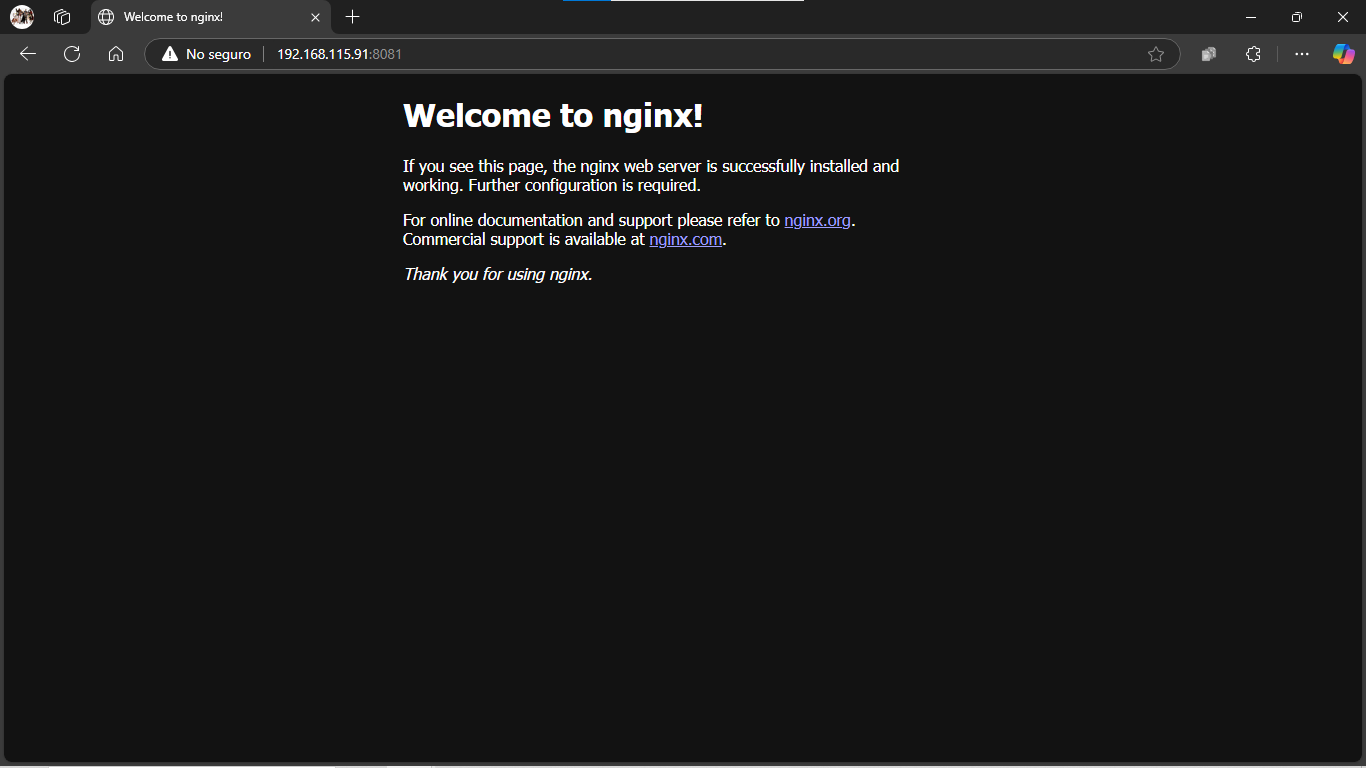 Welcome to nginx!
No seguro
192.168.115.91:8081
Welcome to nginx!
If you see this page, the nginx web server is successfully installed and
working. Further configuration is required.
For online documentation and support please refer to nginx.org.
Commercial support is available at nginx.com.
Thank you for using nginx.